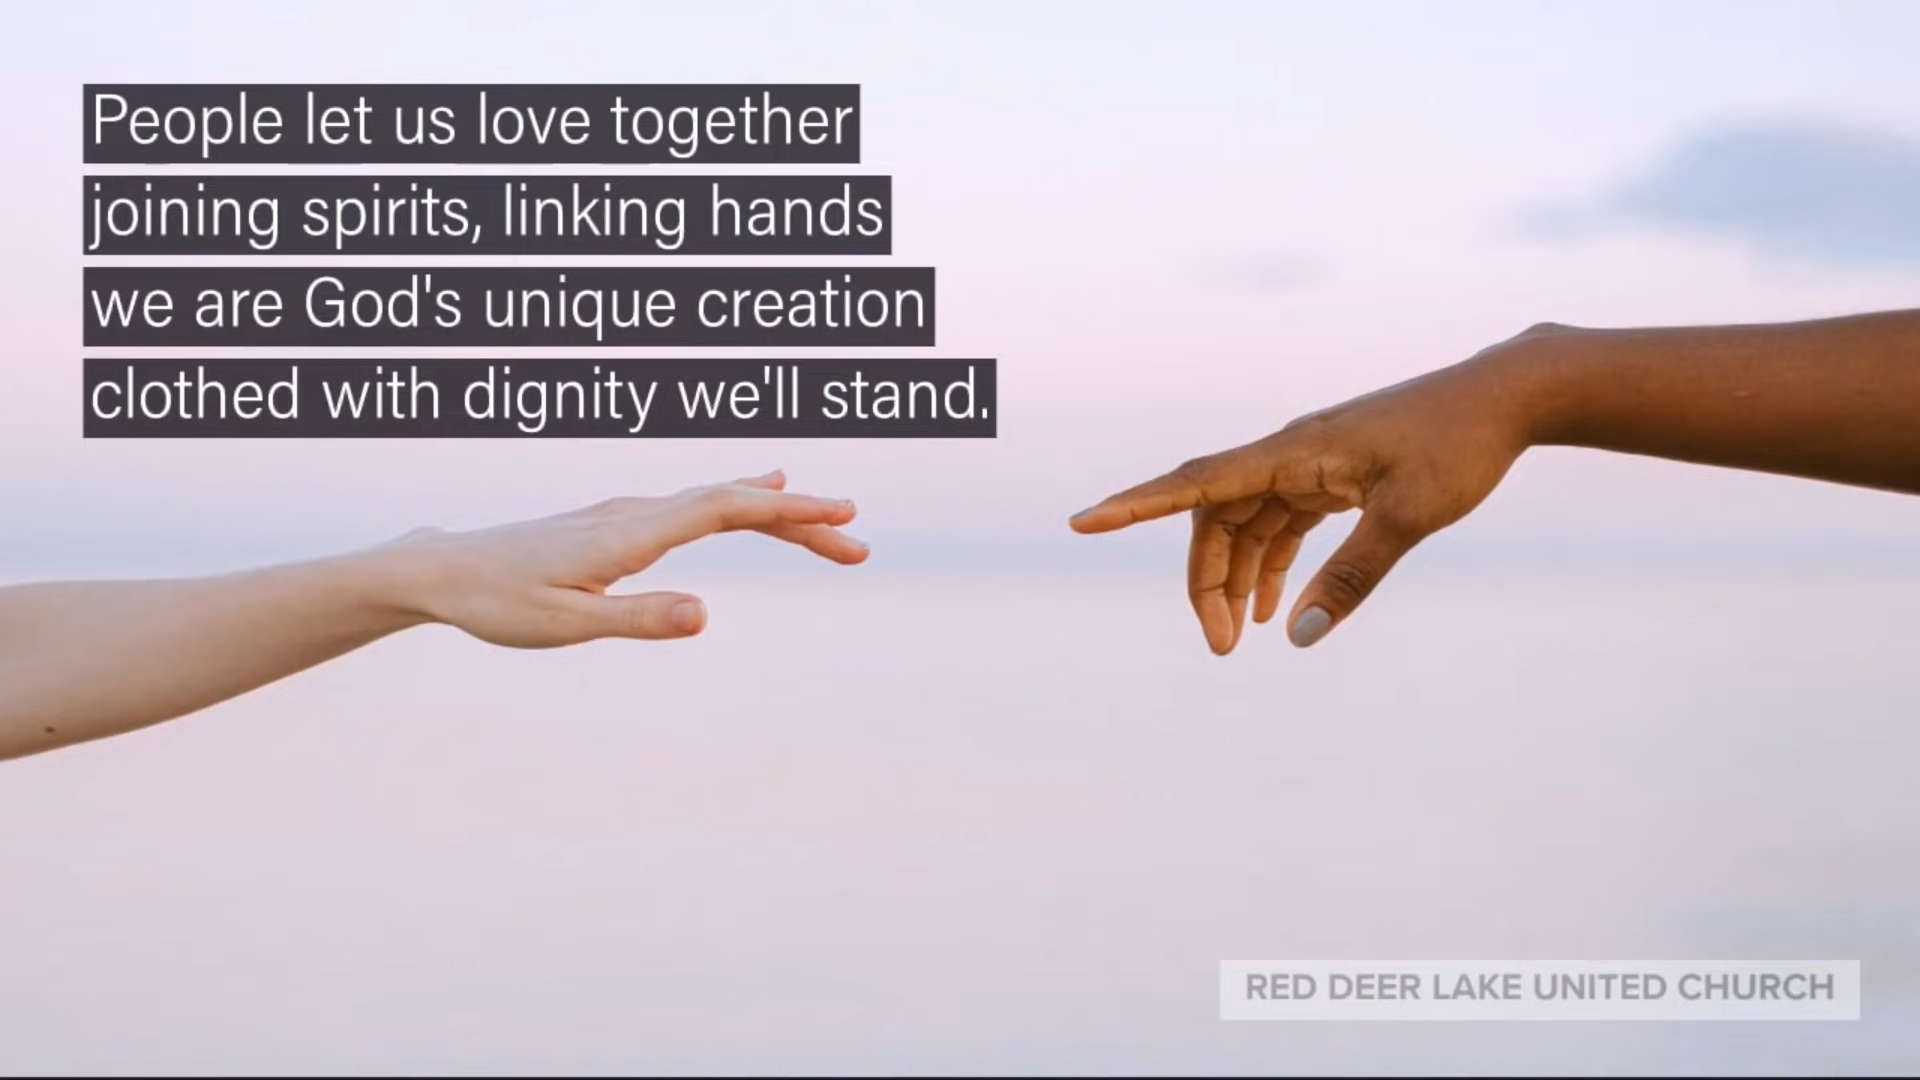 People let us love together
joining spirits, linking hands
we are God's unique creation
clothed with dignity we'll stand.
RED DEER LAKE UNITED CHURCH